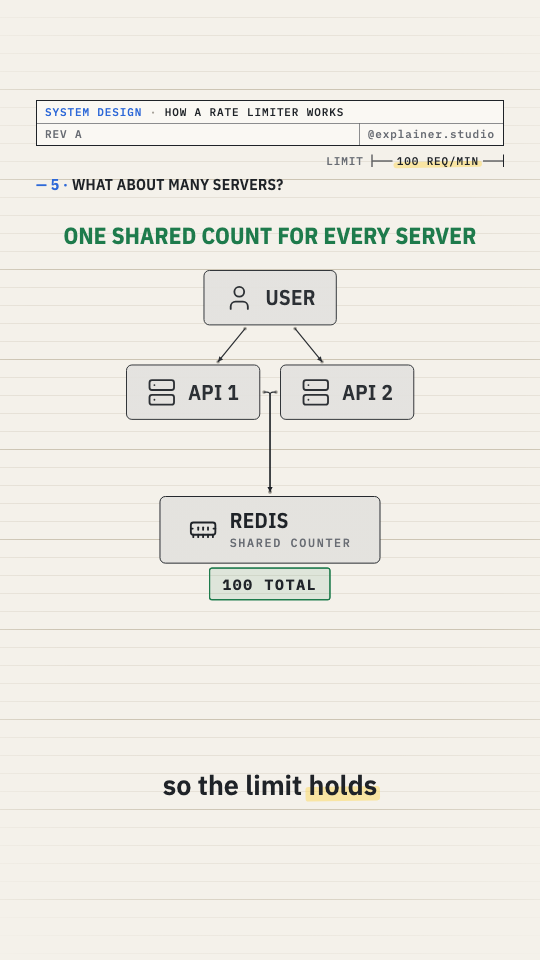 SYSTEM DESIGN · HOW A RATE LIMITER WORKS
REV A
@explainer.studio
LIMIT 100 REQ/MIN
— 5 · WHAT ABOUT MANY SERVERS?
ONE SHARED COUNT FOR EVERY SERVER
USER
API 1
API 2
REDIS
SHARED COUNTER
100 TOTAL
so the limit holds